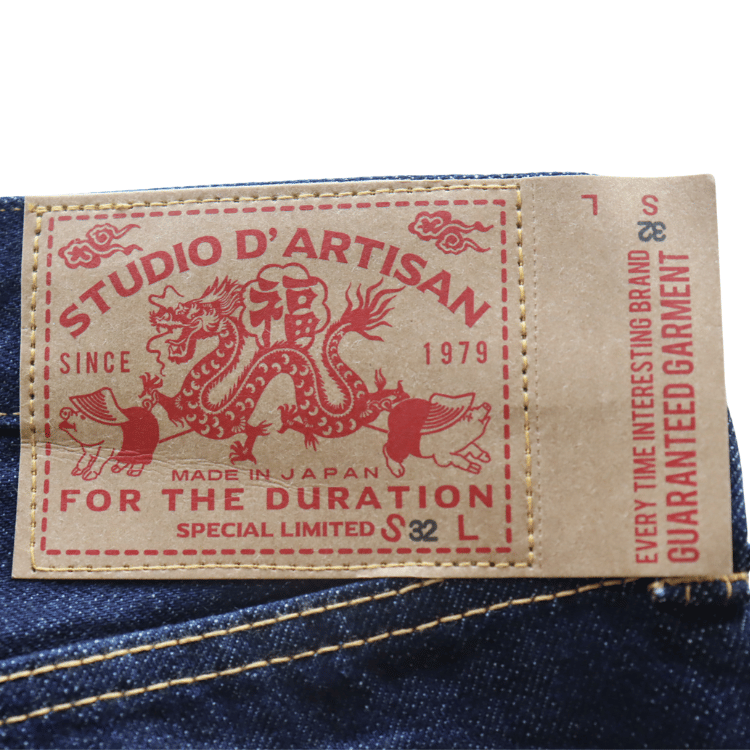 STUDIO D'ARTISAN
福
SINCE 1979
MADE IN JAPAN
FOR THE DURATION
SPECIAL LIMITED S 32 L
L S 32
EVERY TIME INTERESTING BRAND
GUARANTEED GARMENT